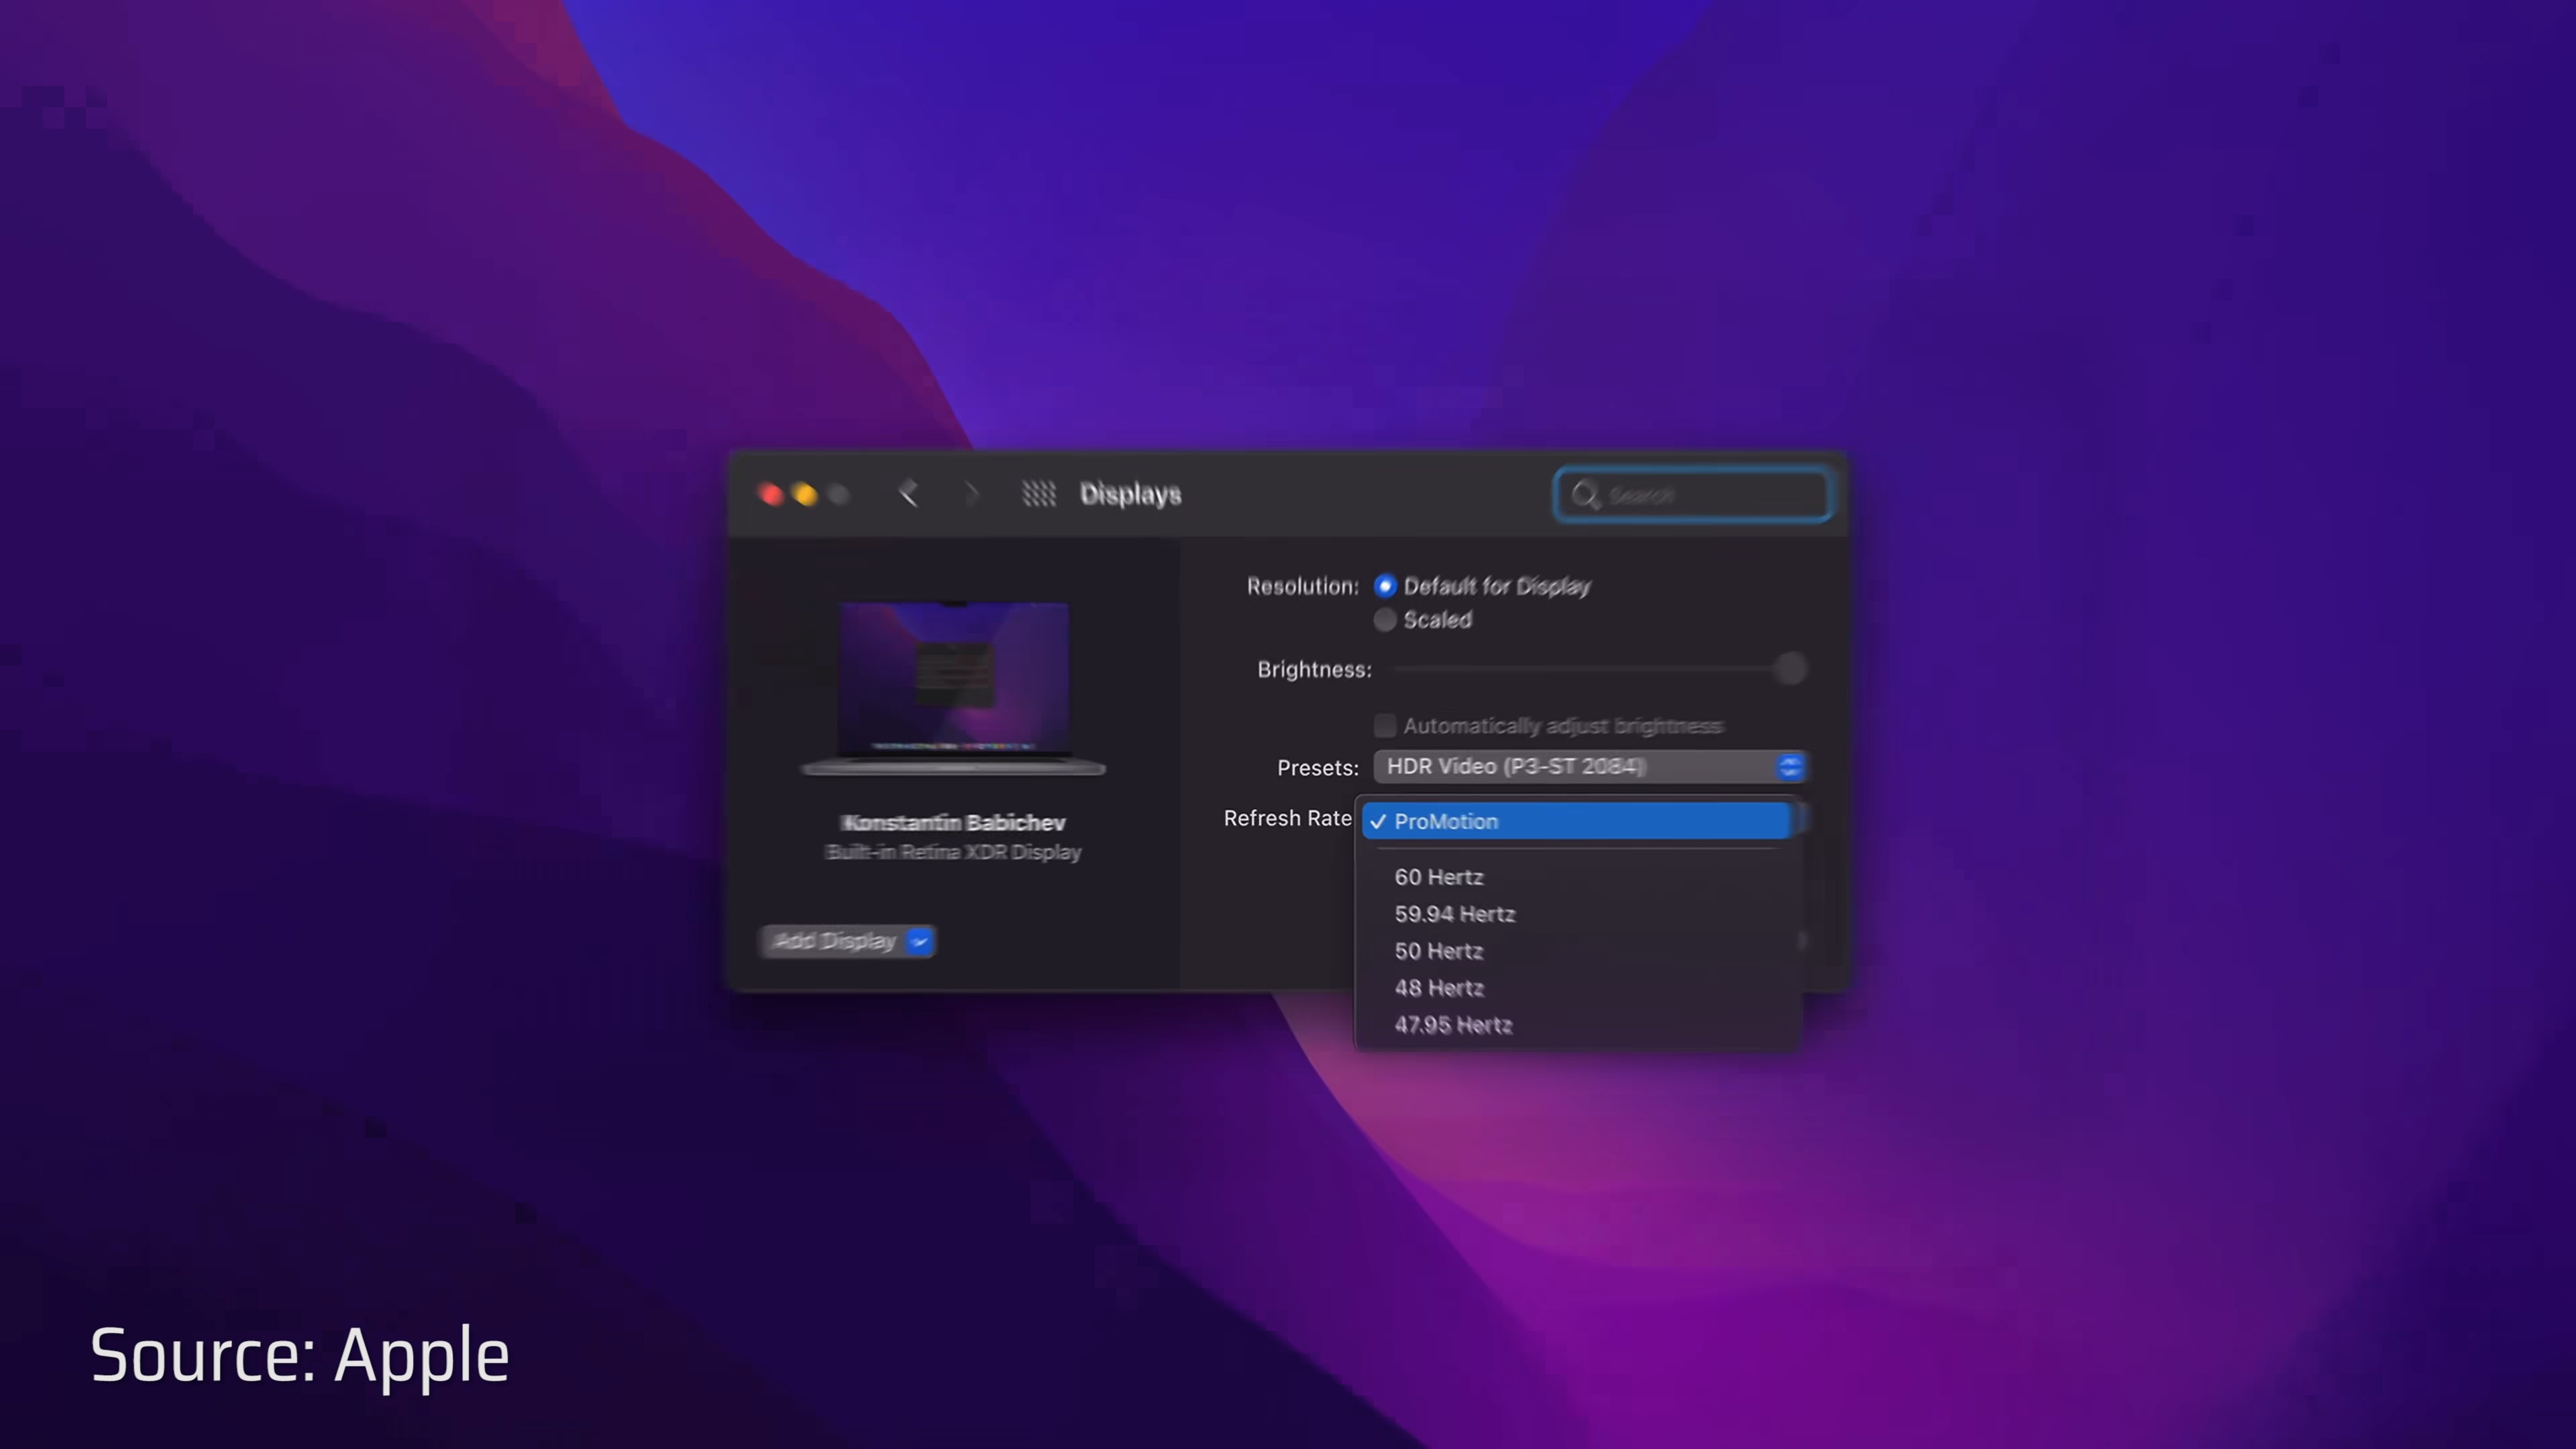 Displays
Search
Resolution: Default for Display
Scaled
Brightness:
Automatically adjust brightness
Presets: HDR Video (P3-ST 2084)
Refresh Rate ProMotion
60 Hertz
59.94 Hertz
50 Hertz
48 Hertz
47.95 Hertz
Konstantin Babichev
Built-in Retina XDR Display
Add Display
Source: Apple